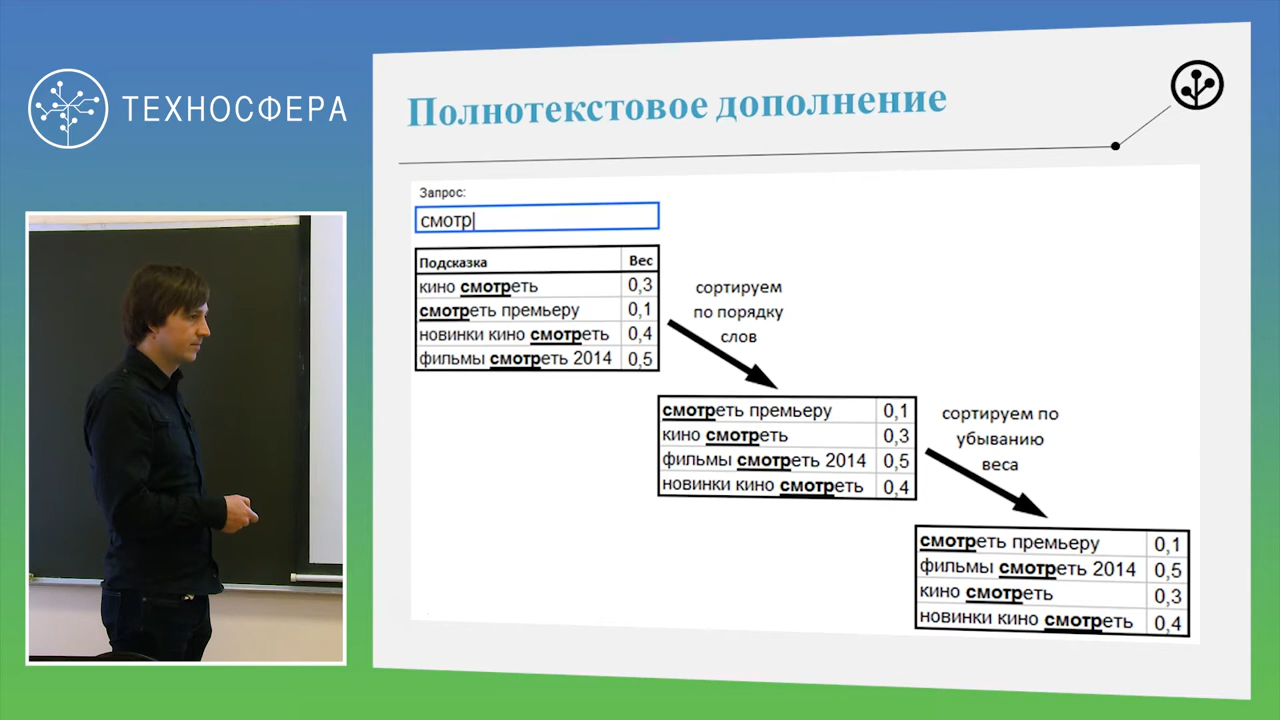 ТЕХНОСФЕРА
Полнотекстовое дополнение
Запрос:
смотр
Подсказка Вес
кино смотреть 0,3
смотреть премьеру 0,1
новинки кино смотреть 0,4
фильмы смотреть 2014 0,5
сортируем
по порядку
слов
смотреть премьеру 0,1
кино смотреть 0,3
фильмы смотреть 2014 0,5
новинки кино смотреть 0,4
сортируем по
убыванию
веса
смотреть премьеру 0,1
фильмы смотреть 2014 0,5
кино смотреть 0,3
новинки кино смотреть 0,4